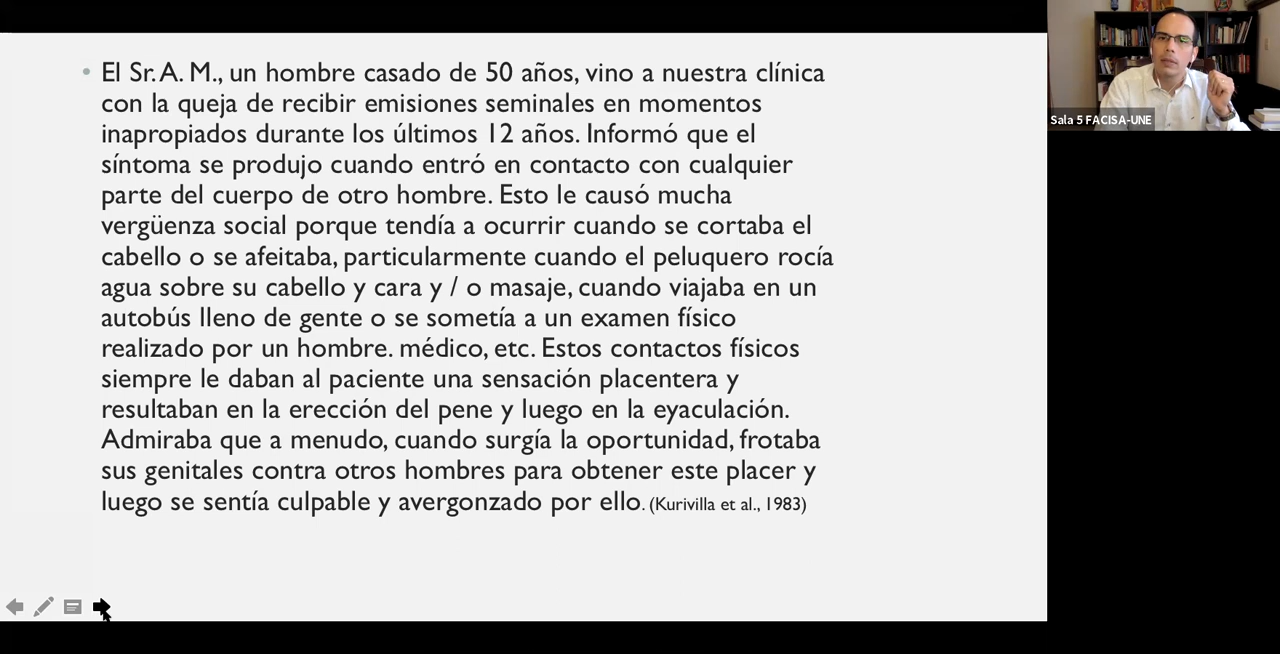 El Sr. A. M., un hombre casado de 50 años, vino a nuestra clínica
con la queja de recibir emisiones seminales en momentos
inapropiados durante los últimos 12 años. Informó que el
síntoma se produjo cuando entró en contacto con cualquier
parte del cuerpo de otro hombre. Esto le causó mucha
vergüenza social porque tendía a ocurrir cuando se cortaba el
cabello o se afeitaba, particularmente cuando el peluquero rocía
agua sobre su cabello y cara y / o masaje, cuando viajaba en un
autobús lleno de gente o se sometía a un examen físico
realizado por un hombre. médico, etc. Estos contactos físicos
siempre le daban al paciente una sensación placentera y
resultaban en la erección del pene y luego en la eyaculación.
Admiraba que a menudo, cuando surgía la oportunidad, frotaba
sus genitales contra otros hombres para obtener este placer y
luego se sentía culpable y avergonzado por ello. (Kurivilla et al., 1983)
Sala 5 FACISA-UNE